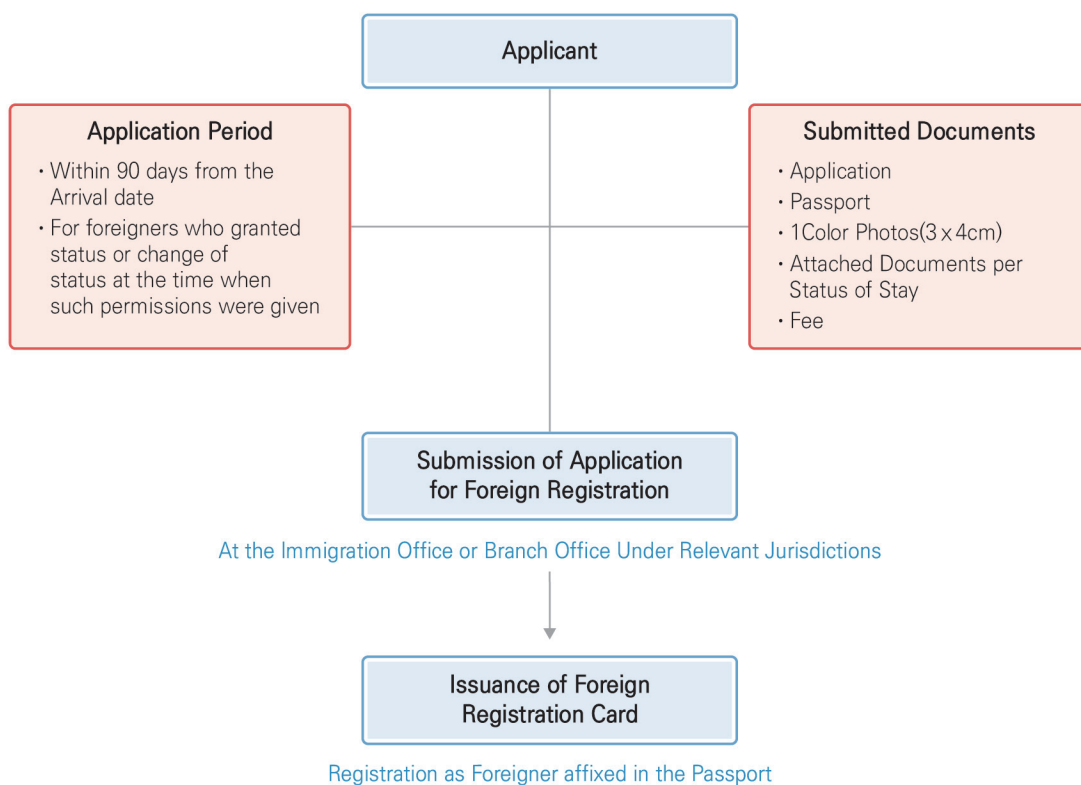 Applicant
Application Period
· Within 90 days from the
Arrival date
· For foreigners who granted
status or change of
status at the time when
such permissions were given
Submitted Documents
· Application
· Passport
· 1Color Photos(3 x 4cm)
· Attached Documents per
Status of Stay
· Fee
Submission of Application
for Foreign Registration
At the Immigration Office or Branch Office Under Relevant Jurisdictions
Issuance of Foreign
Registration Card
Registration as Foreigner affixed in the Passport